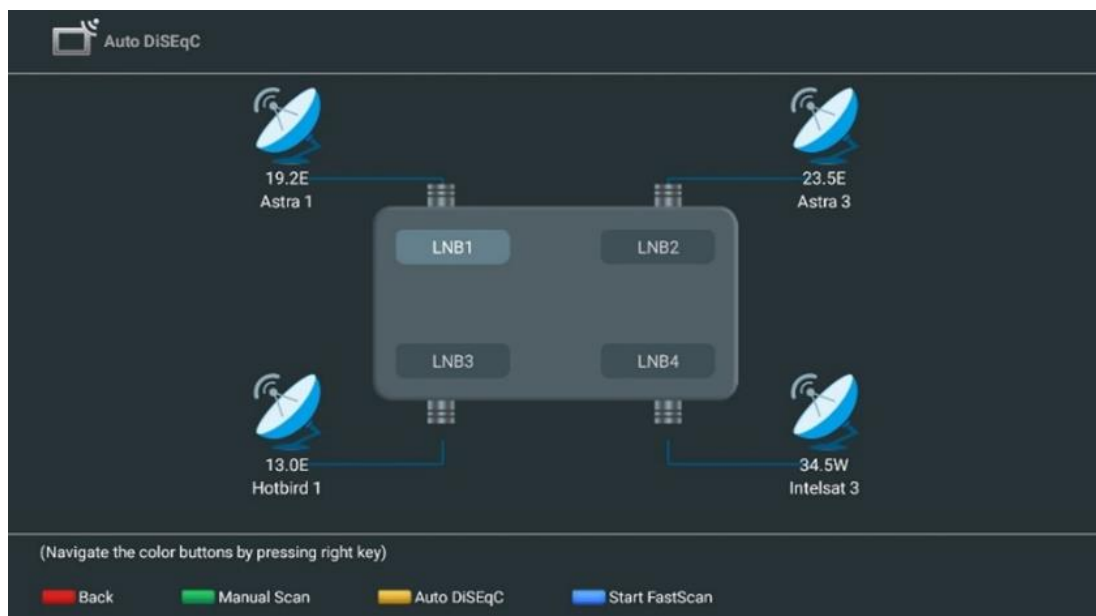 Auto DiSEqC
19.2E
Astra 1
23.5E
Astra 3
LNB1
LNB2
LNB3
LNB4
13.0E
Hotbird 1
34.5W
Intelsat 3
(Navigate the color buttons by pressing right key)
Back
Manual Scan
Auto DiSEqC
Start FastScan